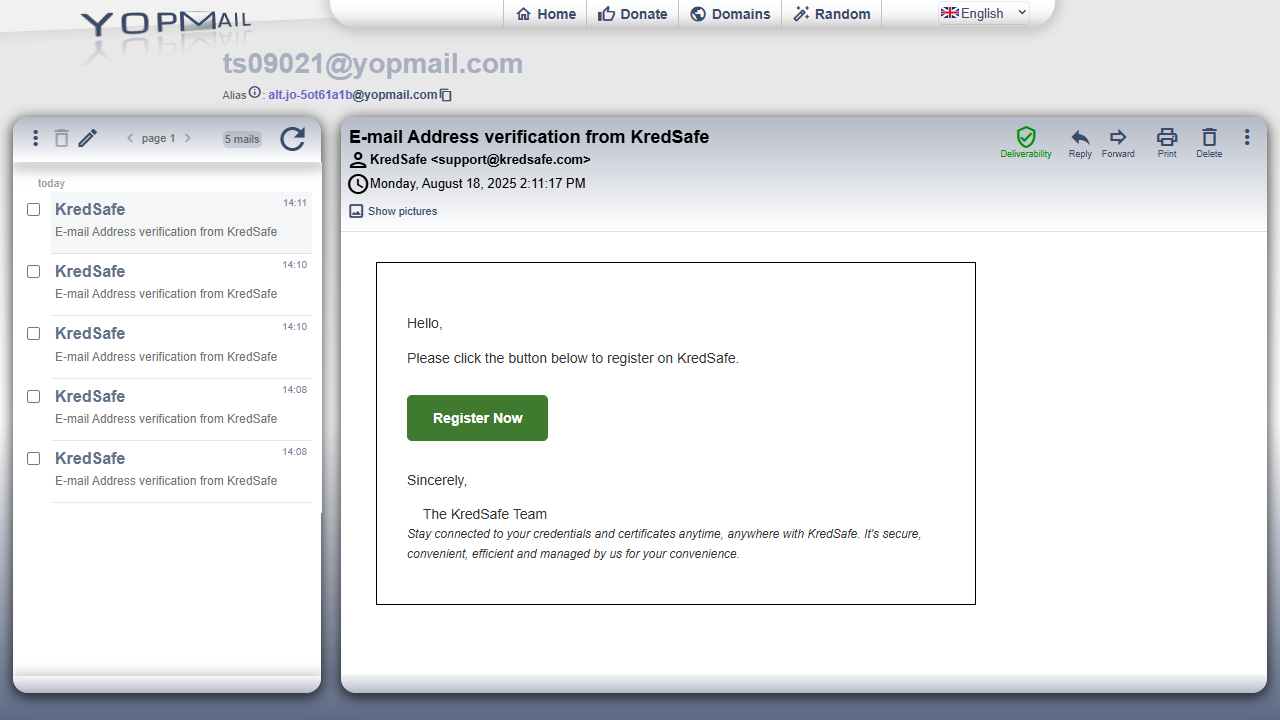 YOPMail
Home
Donate
Domains
Random
English
ts09021@yopmail.com
Alias : alt.jo-5ot61a1b@yopmail.com
page 1
5 mails
today
KredSafe 14:11
E-mail Address verification from KredSafe
KredSafe 14:10
E-mail Address verification from KredSafe
KredSafe 14:10
E-mail Address verification from KredSafe
KredSafe 14:08
E-mail Address verification from KredSafe
KredSafe 14:08
E-mail Address verification from KredSafe
E-mail Address verification from KredSafe
KredSafe <support@kredsafe.com>
Monday, August 18, 2025 2:11:17 PM
Show pictures
Deliverability
Reply
Forward
Print
Delete
Hello,
Please click the button below to register on KredSafe.
Register Now
Sincerely,
The KredSafe Team
Stay connected to your credentials and certificates anytime, anywhere with KredSafe. It's secure,
convenient, efficient and managed by us for your convenience.